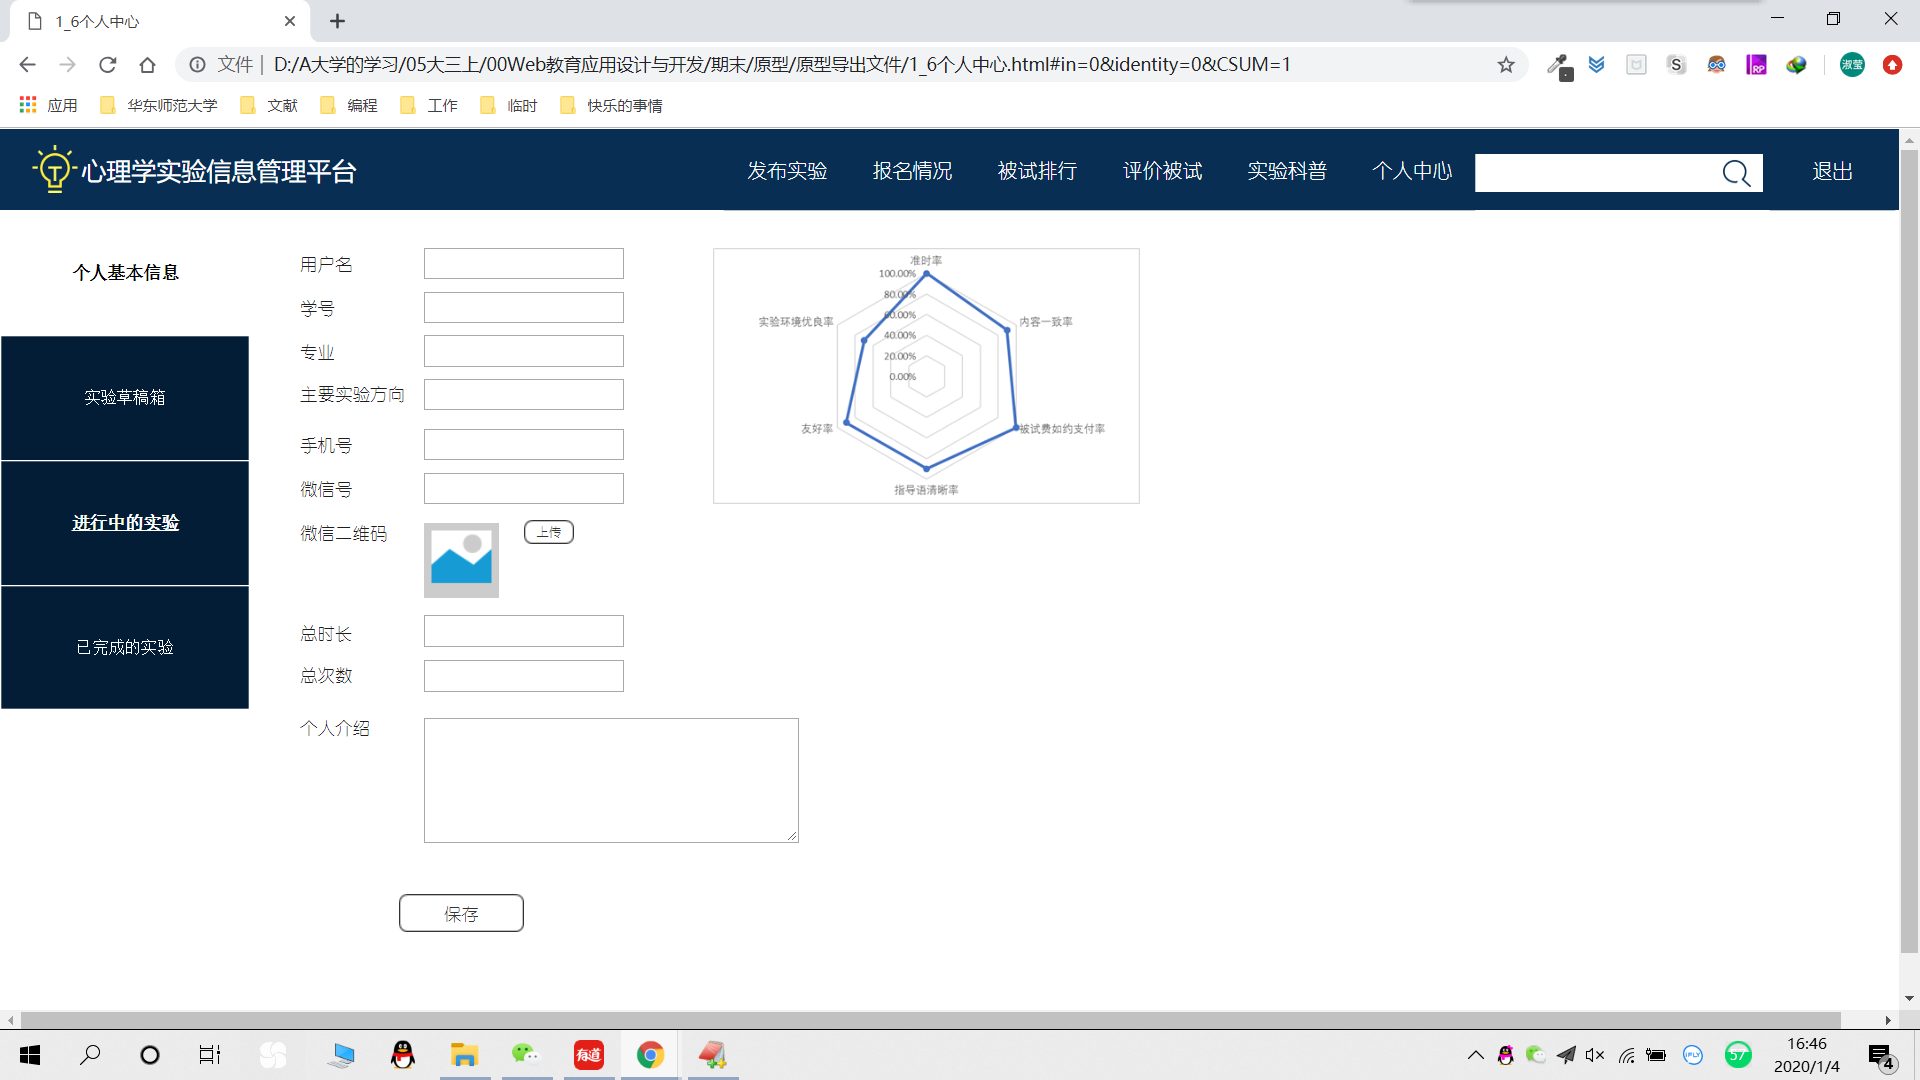 1_6个人中心
文件 | D:/A大学的学习/05大三上/00Web教育应用设计与开发/期末/原型/原型导出文件/1_6个人中心.html#in=0&identity=0&CSUM=1
淑莹
应用 华东师范大学 文献 编程 工作 临时 快乐的事情
心理学实验信息管理平台
发布实验 报名情况 被试排行 评价被试 实验科普 个人中心 退出
个人基本信息
实验草稿箱
进行中的实验
已完成的实验
用户名
学号
专业
主要实验方向
手机号
微信号
微信二维码 上传
总时长
总次数
个人介绍
保存
准时率
100.00%
80.00%
60.00%
40.00%
20.00%
0.00%
实验环境优良率
内容一致率
友好率
被试费如约支付率
指导语清晰率
有道
57
16:46
2020/1/4
4